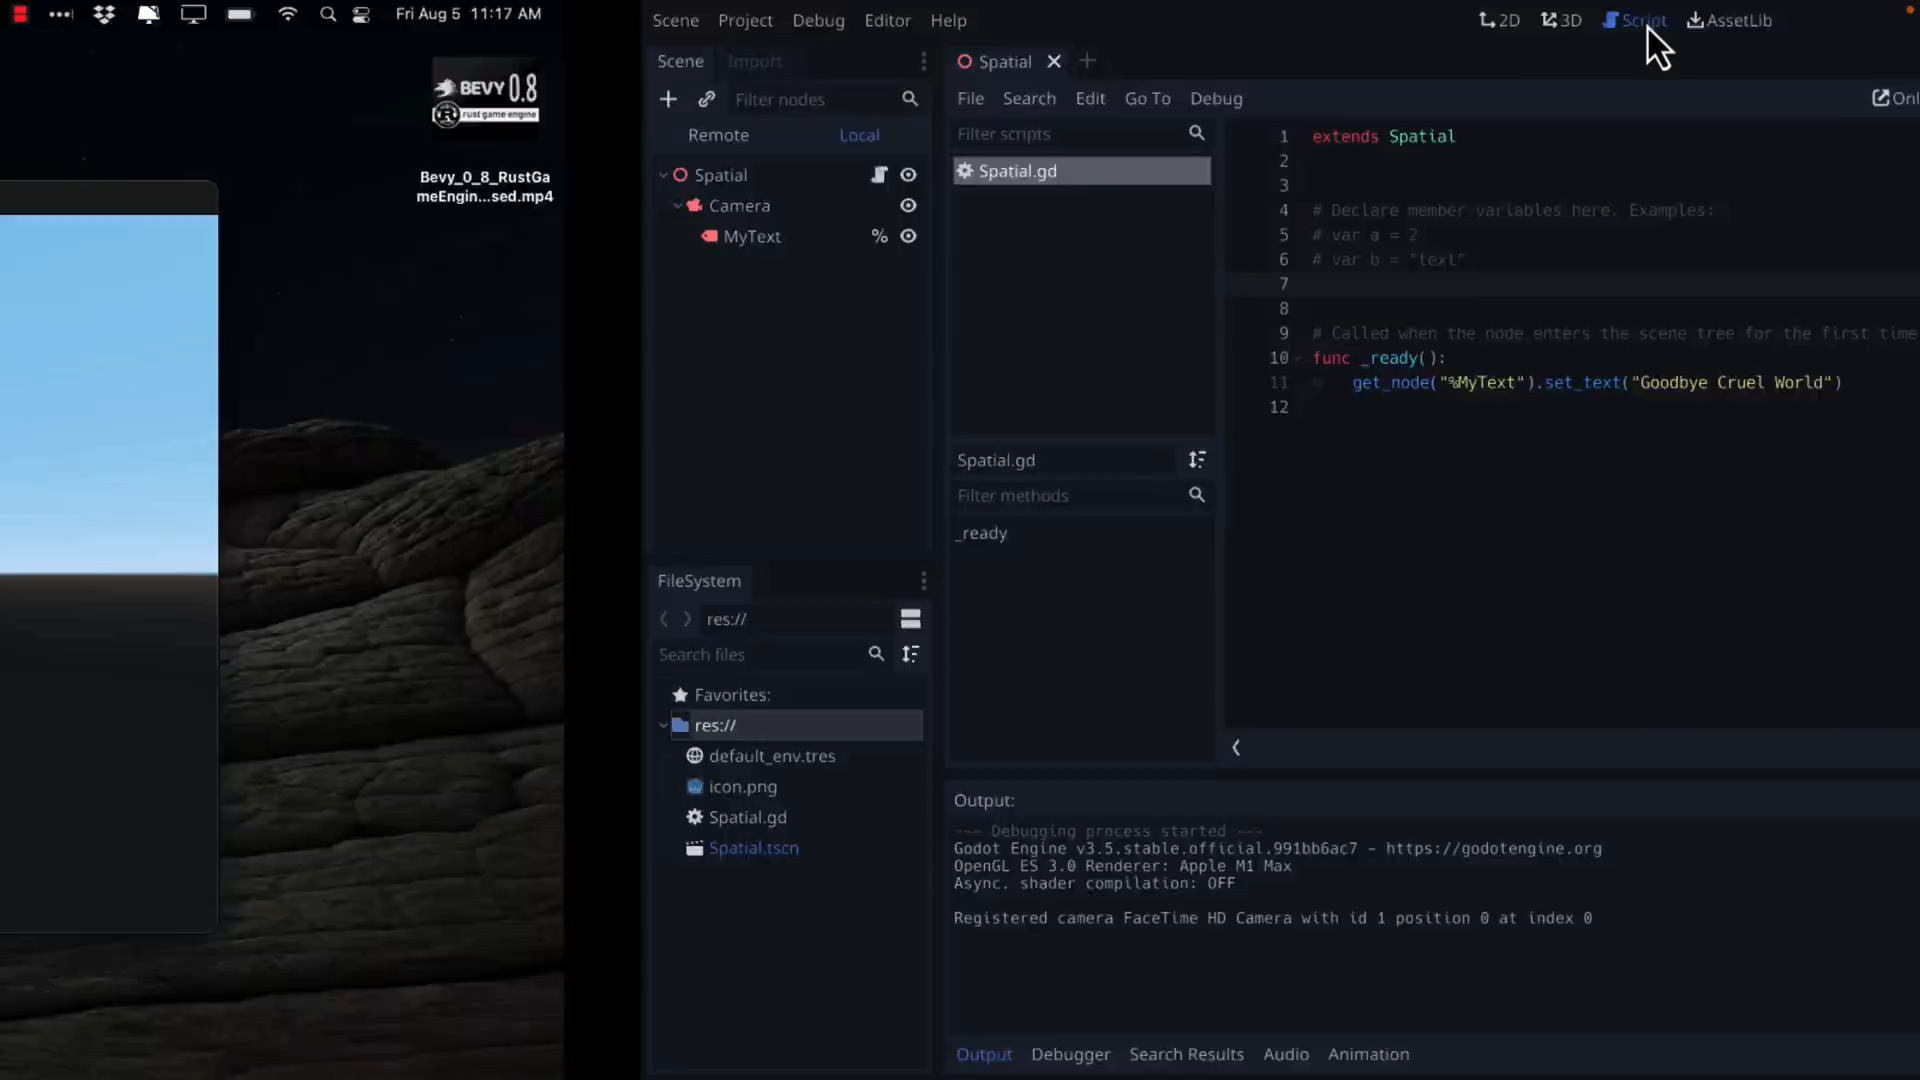 Fri Aug 5 11:17 AM
BEVY 0.8
rust game engine
Bevy_0_8_RustGa
meEngin...sed.mp4
Scene Project Debug Editor Help
2D 3D Script AssetLib
Scene Import
Filter nodes
Remote Local
Spatial
Camera
MyText %
Spatial
File Search Edit Go To Debug
Onl
Filter scripts
Spatial.gd
Spatial.gd
Filter methods
_ready
1 extends Spatial
2
3
4 # Declare member variables here. Examples:
5 # var a = 2
6 # var b = "text"
7
8
9 # Called when the node enters the scene tree for the first time
10 func _ready():
11 get_node("%MyText").set_text("Goodbye Cruel World")
12
FileSystem
res://
Search files
Favorites:
res://
default_env.tres
icon.png
Spatial.gd
Spatial.tscn
Output:
--- Debugging process started ---
Godot Engine v3.5.stable.official.991bb6ac7 - https://godotengine.org
OpenGL ES 3.0 Renderer: Apple M1 Max
Async. shader compilation: OFF
Registered camera FaceTime HD Camera with id 1 position 0 at index 0
Output Debugger Search Results Audio Animation